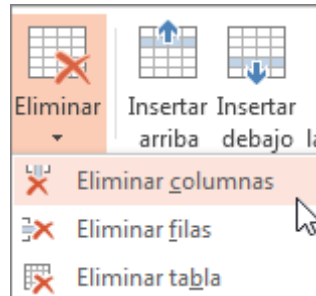 Eliminar Insertar Insertar
arriba debajo
Eliminar columnas
Eliminar filas
Eliminar tabla